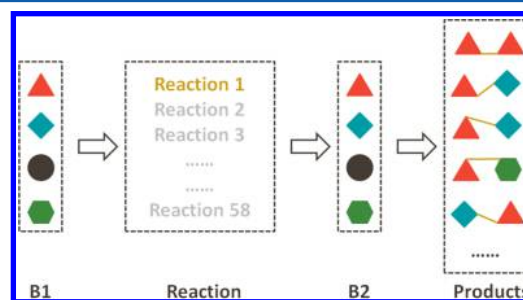 Reaction 1
Reaction 2
Reaction 3
......
......
Reaction 58
......
B1 Reaction B2 Products